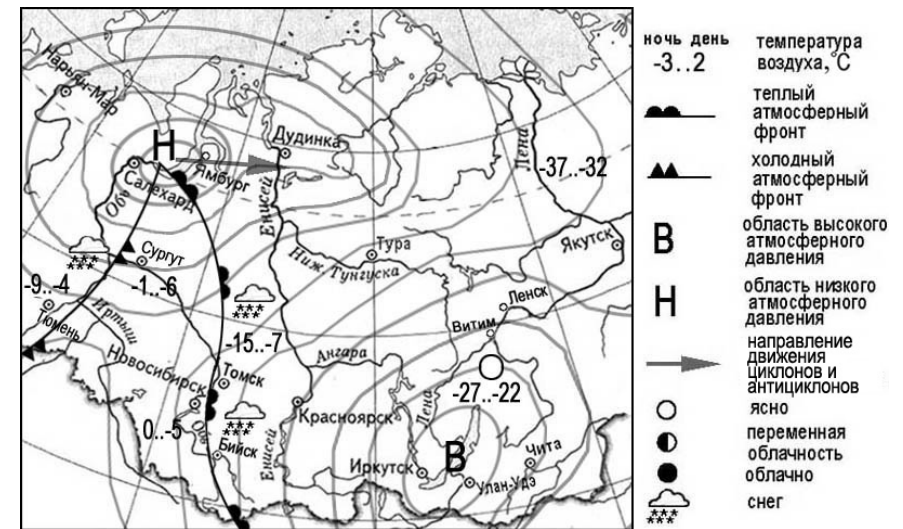 Нарьян-Мар
Н
Дудинка
Лена
Ямбург
Салехард
-37..-32
Обь
Енисей
Якутск
Сургут
Тура
Ниж. Тунгуска
-9..-4
-1..-6
Ленск
Иртыш
Тюмень
Витим
-15..-7
Ангара
Новосибирск
Томск
-27..-22
Лена
Красноярск
0..-5
Обь
Бийск
Енисей
Иркутск
В
Чита
Улан-Удэ
ночь день
-3..2
температура
воздуха,°С
теплый
атмосферный
фронт
холодный
атмосферный
фронт
В
область высокого
атмосферного
давления
Н
область низкого
атмосферного
давления
направление
движения
циклонов и
антициклонов
ясно
переменная
облачность
облачно
снег